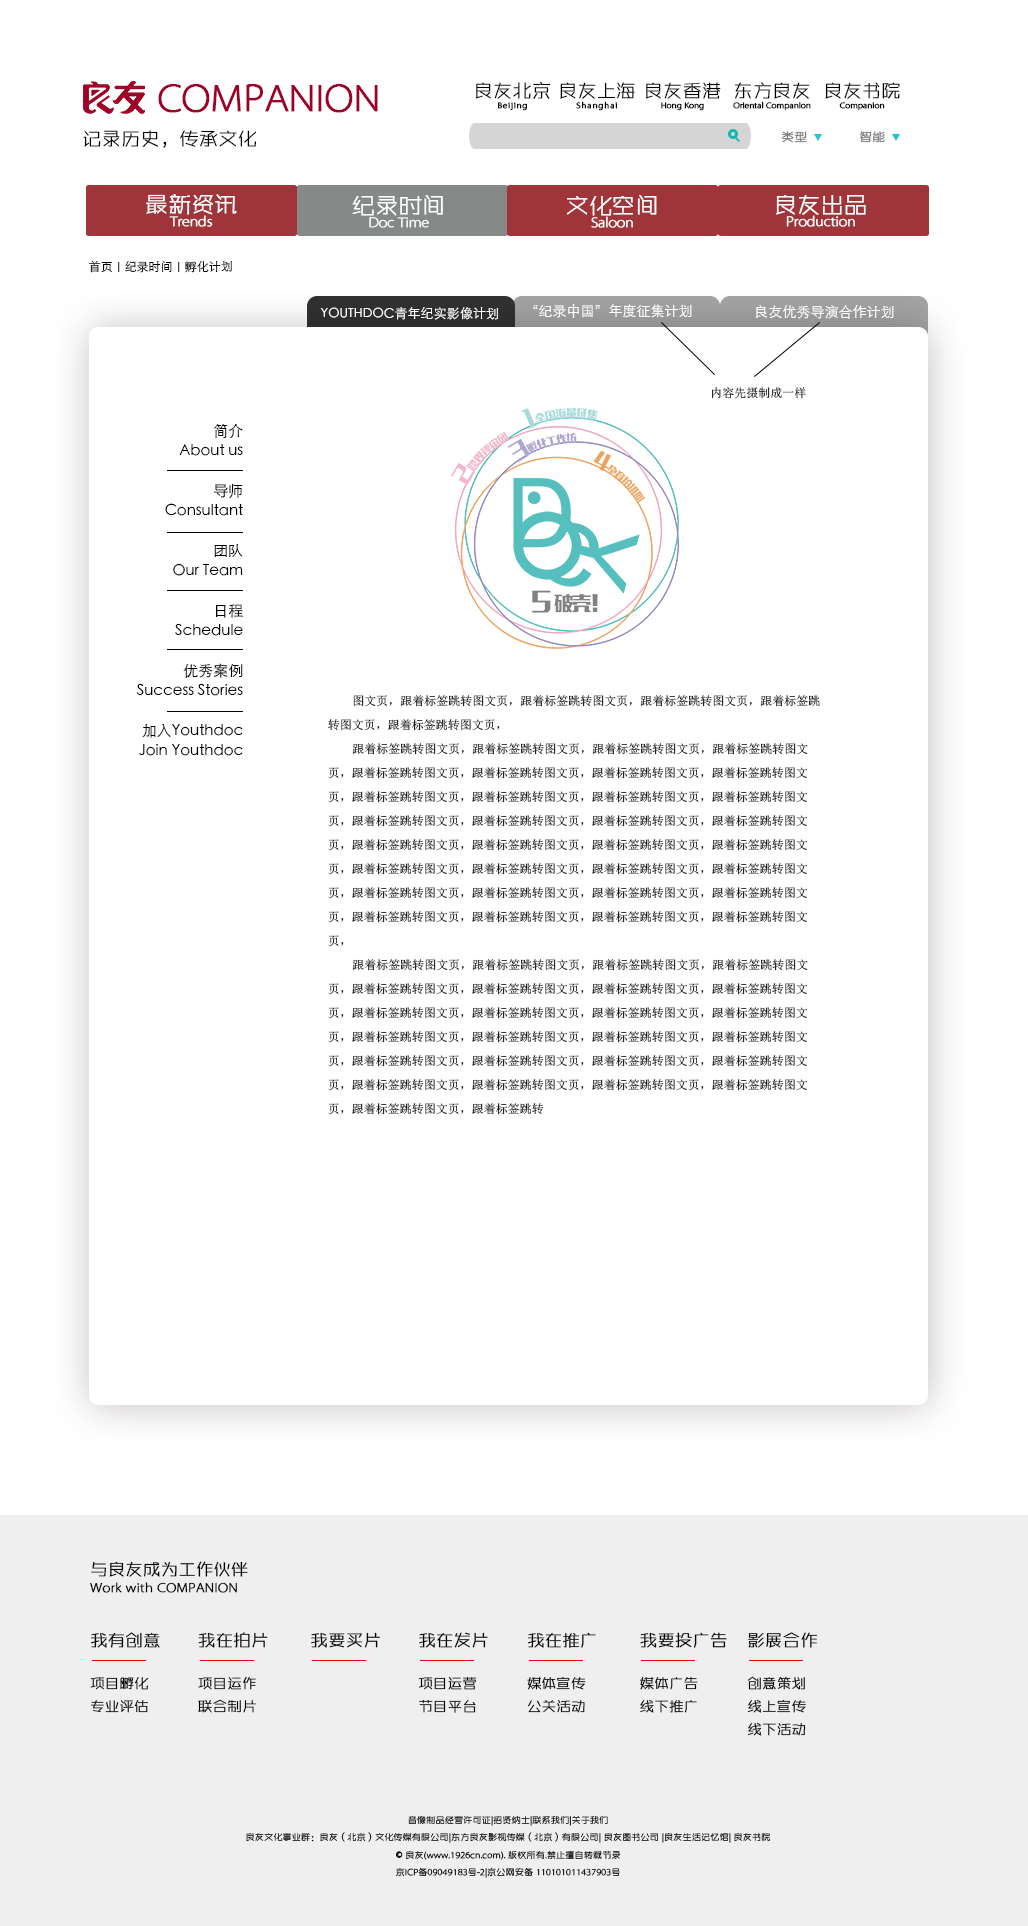 良友 COMPANION
记录历史，传承文化
良友北京 良友上海 良友香港 东方良友 良友书院
Beijing Shanghai Hong Kong Oriental Companion Companion
类型 智能
最新资讯 纪录时间 文化空间 良友出品
Trends Doc Time Saloon Production
首页 | 纪录时间 | 孵化计划
YOUTHDOC青年纪实影像计划 “纪录中国”年度征集计划 良友优秀导演合作计划
内容先摄制成一样
简介
About us
导师
Consultant
团队
Our Team
日程
Schedule
优秀案例
Success Stories
加入Youthdoc
Join Youthdoc
1全国海量征集
3孵化工作坊
5破壳!
图文页，跟着标签跳转图文页，跟着标签跳转图文页，跟着标签跳转图文页，跟着标签跳
转图文页，跟着标签跳转图文页，
跟着标签跳转图文页，跟着标签跳转图文页，跟着标签跳转图文页，跟着标签跳转图文
页，跟着标签跳转图文页，跟着标签跳转图文页，跟着标签跳转图文页，跟着标签跳转图文
页，跟着标签跳转图文页，跟着标签跳转图文页，跟着标签跳转图文页，跟着标签跳转图文
页，跟着标签跳转图文页，跟着标签跳转图文页，跟着标签跳转图文页，跟着标签跳转图文
页，跟着标签跳转图文页，跟着标签跳转图文页，跟着标签跳转图文页，跟着标签跳转图文
页，跟着标签跳转图文页，跟着标签跳转图文页，跟着标签跳转图文页，跟着标签跳转图文
页，跟着标签跳转图文页，跟着标签跳转图文页，跟着标签跳转图文页，跟着标签跳转图文
页，跟着标签跳转图文页，跟着标签跳转图文页，跟着标签跳转图文页，跟着标签跳转图文
页，
跟着标签跳转图文页，跟着标签跳转图文页，跟着标签跳转图文页，跟着标签跳转图文
页，跟着标签跳转图文页，跟着标签跳转图文页，跟着标签跳转图文页，跟着标签跳转图文
页，跟着标签跳转图文页，跟着标签跳转图文页，跟着标签跳转图文页，跟着标签跳转图文
页，跟着标签跳转图文页，跟着标签跳转图文页，跟着标签跳转图文页，跟着标签跳转图文
页，跟着标签跳转图文页，跟着标签跳转图文页，跟着标签跳转图文页，跟着标签跳转图文
页，跟着标签跳转图文页，跟着标签跳转图文页，跟着标签跳转图文页，跟着标签跳转图文
页，跟着标签跳转图文页，跟着标签跳转
与良友成为工作伙伴
Work with COMPANION
我有创意 我在拍片 我要买片 我在发片 我在推广 我要投广告 影展合作
项目孵化 项目运作 项目运营 媒体宣传 媒体广告 创意策划
专业评估 联合制片 节目平台 公关活动 线下推广 线上宣传
线下活动
音像制品经营许可证|招贤纳士|联系我们|关于我们
良友文化事业群：良友（北京）文化传媒有限公司|东方良友影视传媒（北京）有限公司| 良友图书公司 |良友生活记忆馆| 良友书院
© 良友(www.1926cn.com). 版权所有.禁止擅自转载节录
京ICP备09049183号-2|京公网安备 110101011437903号